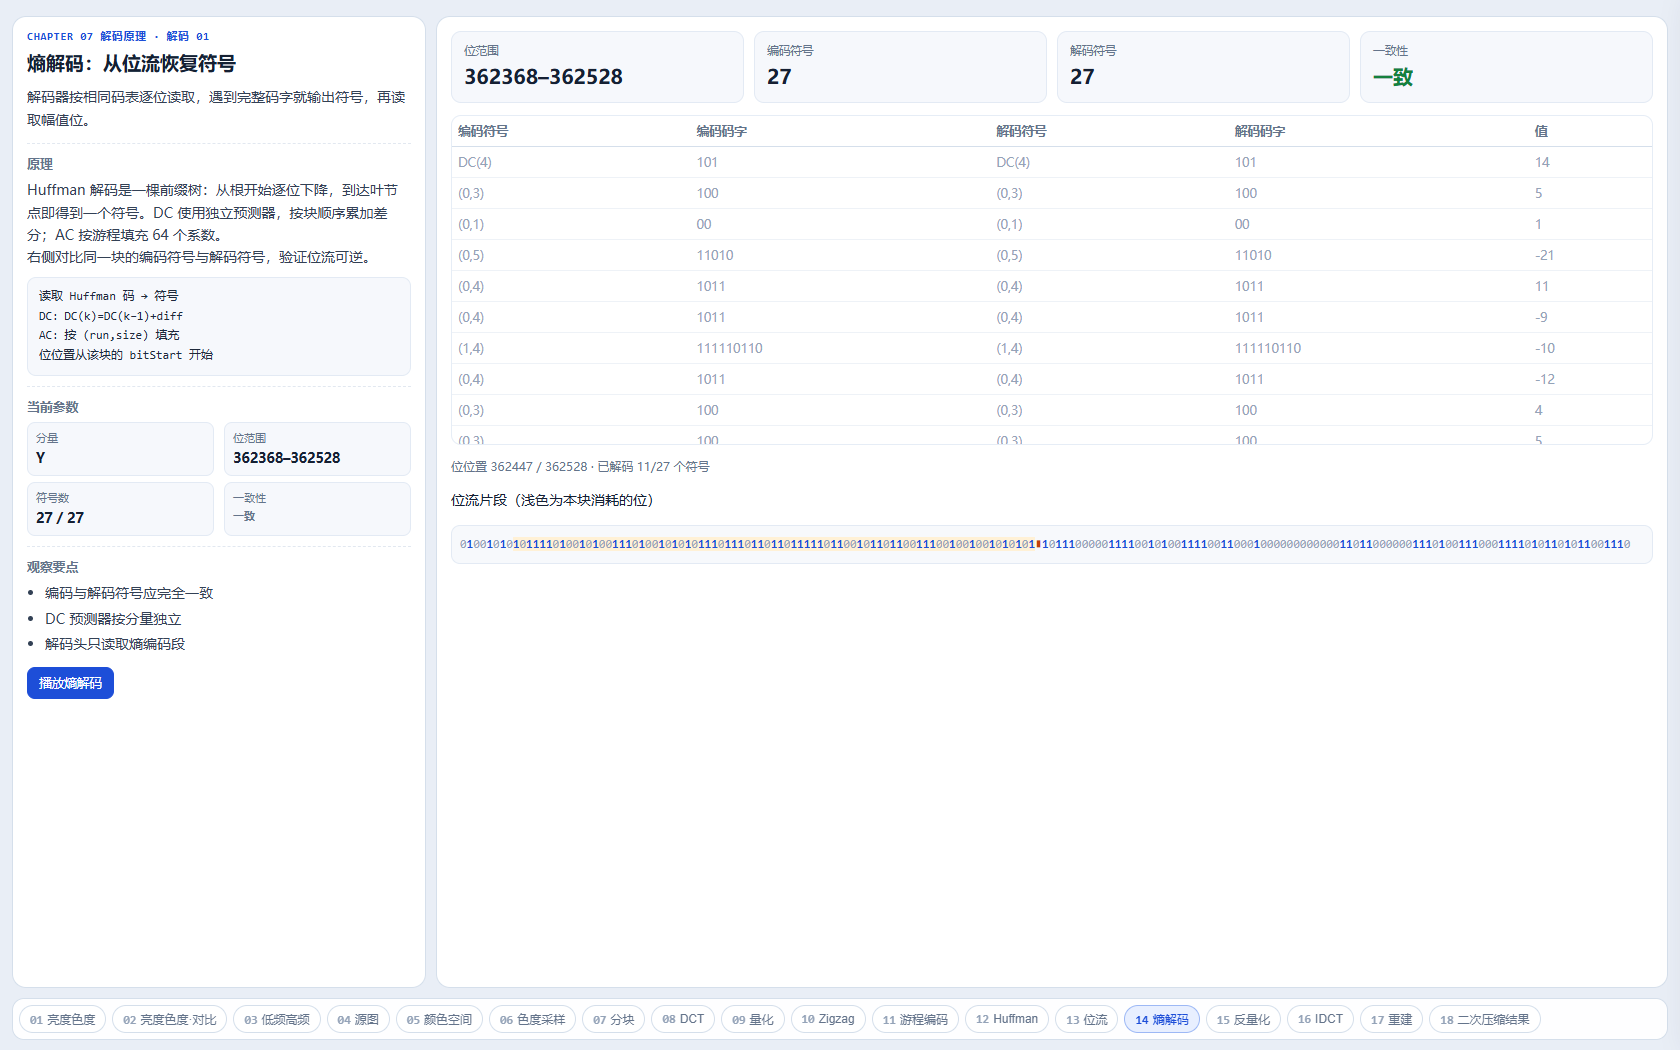 CHAPTER 07 解码原理 · 解码 01
熵解码：从位流恢复符号
解码器按相同码表逐位读取，遇到完整码字就输出符号，再读
取幅值位。
原理
Huffman 解码是一棵前缀树：从根开始逐位下降，到达叶节
点即得到一个符号。DC 使用独立预测器，按块顺序累加差
分；AC 按游程填充 64 个系数。
右侧对比同一块的编码符号与解码符号，验证位流可逆。
读取 Huffman 码 → 符号
DC: DC(k)=DC(k-1)+diff
AC: 按 (run,size) 填充
位位置从该块的 bitStart 开始
当前参数
分量
Y
位范围
362368–362528
符号数
27 / 27
一致性
一致
观察要点
编码与解码符号应完全一致
DC 预测器按分量独立
解码头只读取熵编码段
播放熵解码
位范围
362368–362528
编码符号
27
解码符号
27
一致性
一致
编码符号 编码码字 解码符号 解码码字 值
DC(4) 101 DC(4) 101 14
(0,3) 100 (0,3) 100 5
(0,1) 00 (0,1) 00 1
(0,5) 11010 (0,5) 11010 -21
(0,4) 1011 (0,4) 1011 11
(0,4) 1011 (0,4) 1011 -9
(1,4) 111110110 (1,4) 111110110 -10
(0,4) 1011 (0,4) 1011 -12
(0,3) 100 (0,3) 100 4
(0,3) 100 (0,3) 100 5
位位置 362447 / 362528 · 已解码 11/27 个符号
位流片段（浅色为本块消耗的位）
01 亮度色度
02 亮度色度·对比
03 低频高频
04 源图
05 颜色空间
06 色度采样
07 分块
08 DCT
09 量化
10 Zigzag
11 游程编码
12 Huffman
13 位流
14 熵解码
15 反量化
16 IDCT
17 重建
18 二次压缩结果